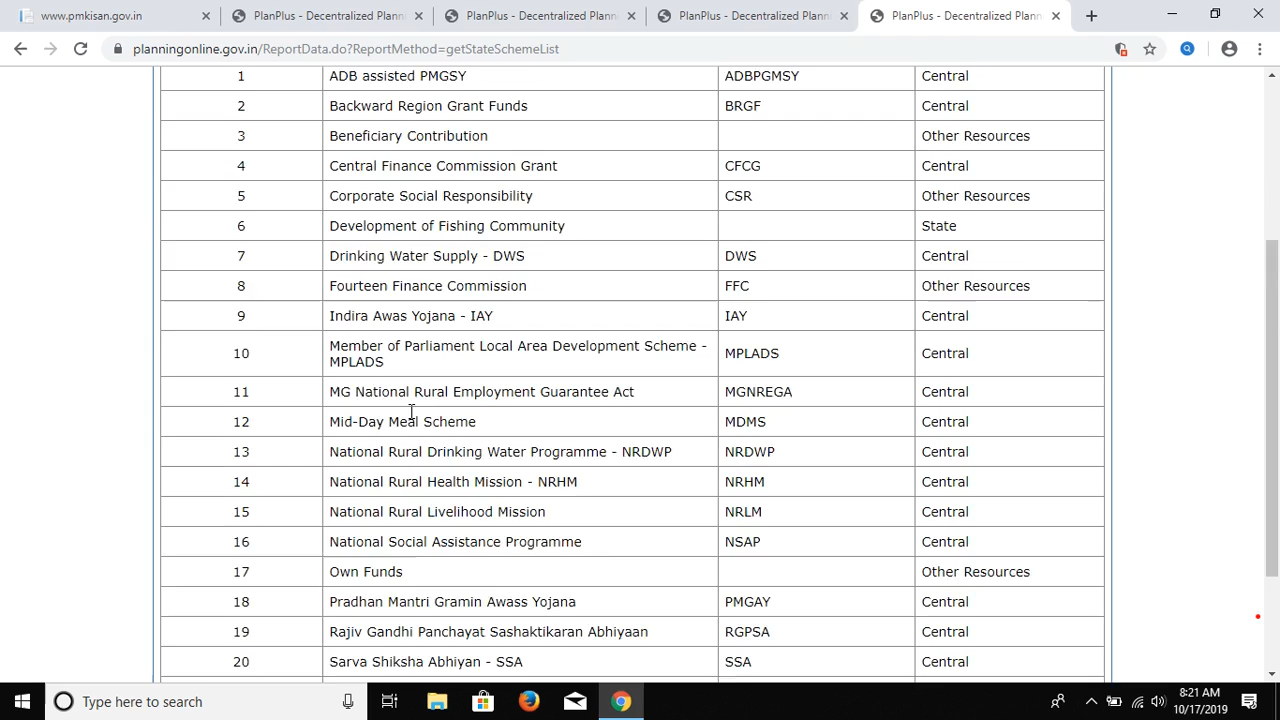 www.pmkisan.gov.in
PlanPlus - Decentralized Planning
PlanPlus - Decentralized Planning
PlanPlus - Decentralized Plannin
PlanPlus - Decentralized Plann
planningonline.gov.in/ReportData.do?ReportMethod=getStateSchemeList
1 ADB assisted PMGSY ADBPGMSY Central
2 Backward Region Grant Funds BRGF Central
3 Beneficiary Contribution Other Resources
4 Central Finance Commission Grant CFCG Central
5 Corporate Social Responsibility CSR Other Resources
6 Development of Fishing Community State
7 Drinking Water Supply - DWS DWS Central
8 Fourteen Finance Commission FFC Other Resources
9 Indira Awas Yojana - IAY IAY Central
10 Member of Parliament Local Area Development Scheme -
MPLADS MPLADS Central
11 MG National Rural Employment Guarantee Act MGNREGA Central
12 Mid-Day Meal Scheme MDMS Central
13 National Rural Drinking Water Programme - NRDWP NRDWP Central
14 National Rural Health Mission - NRHM NRHM Central
15 National Rural Livelihood Mission NRLM Central
16 National Social Assistance Programme NSAP Central
17 Own Funds Other Resources
18 Pradhan Mantri Gramin Awass Yojana PMGAY Central
19 Rajiv Gandhi Panchayat Sashaktikaran Abhiyaan RGPSA Central
20 Sarva Shiksha Abhiyan - SSA SSA Central
Type here to search
8:21 AM
10/17/2019